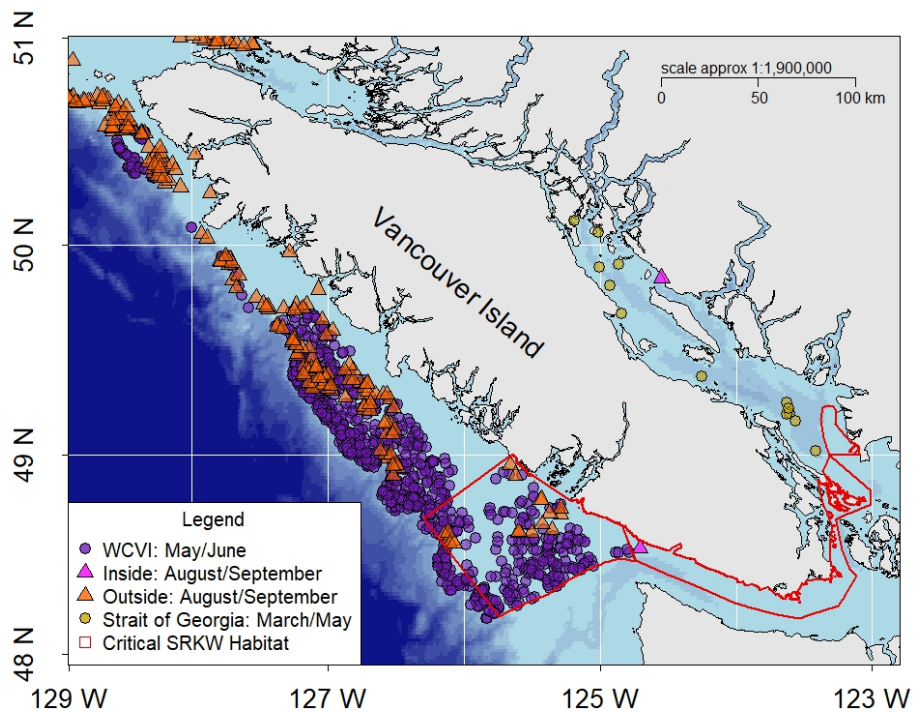 51 N
scale approx 1:1,900,000
0 50 100 km
Vancouver Island
50 N
49 N
Legend
WCVI: May/June
Inside: August/September
Outside: August/September
Strait of Georgia: March/May
Critical SRKW Habitat
48 N
129 W 127 W 125 W 123 W